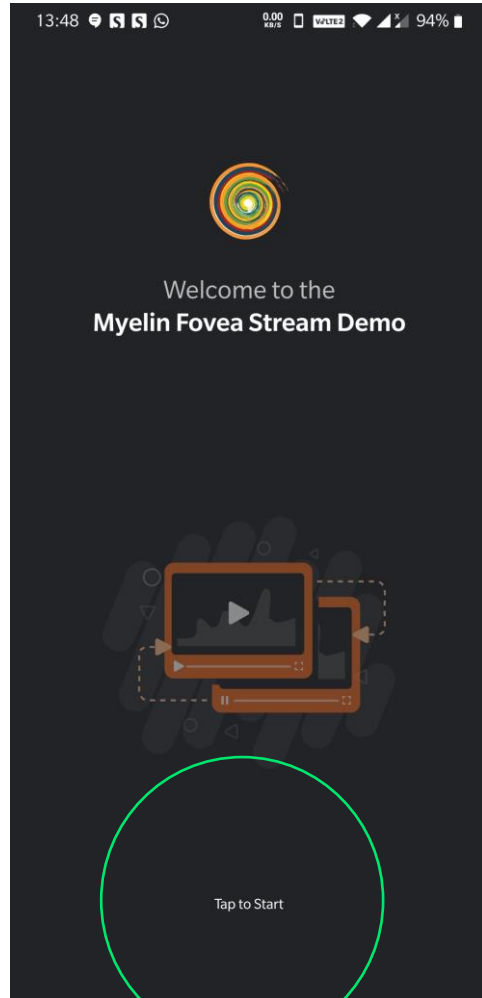 13:48 0.00 KB/S VoLTE2 94%
Welcome to the
Myelin Fovea Stream Demo
Tap to Start